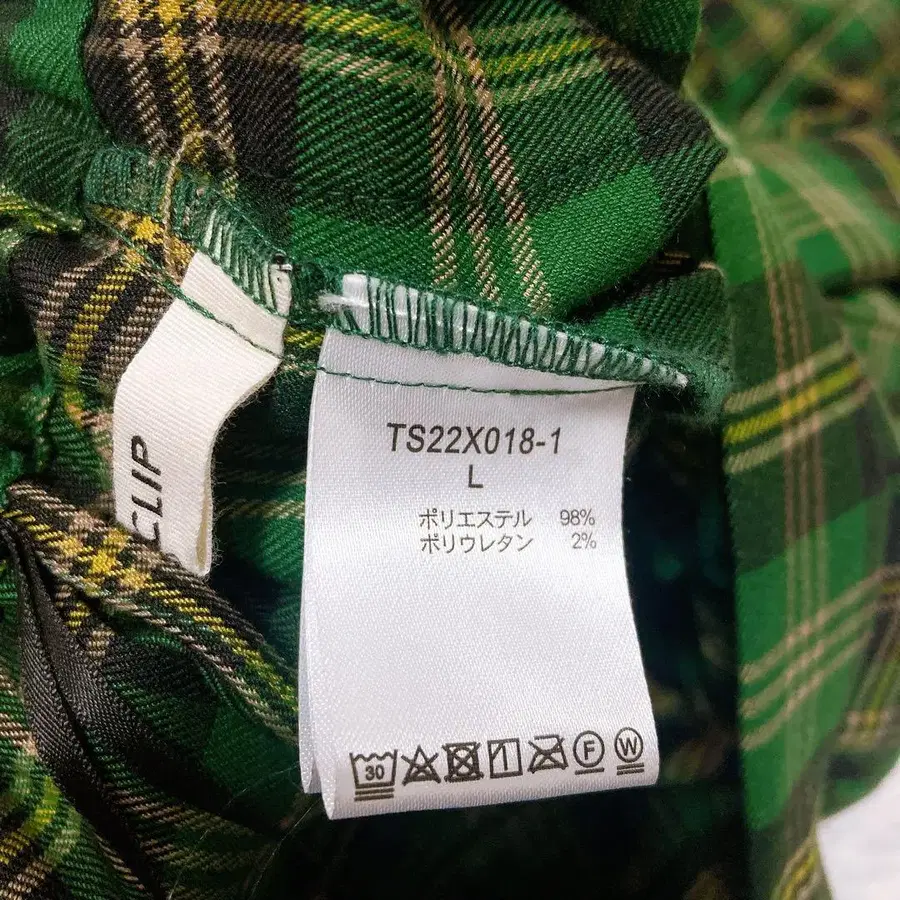 CLIP
TS22X018-1
L
ポリエステル 98%
ポリウレタン 2%
30
F
W